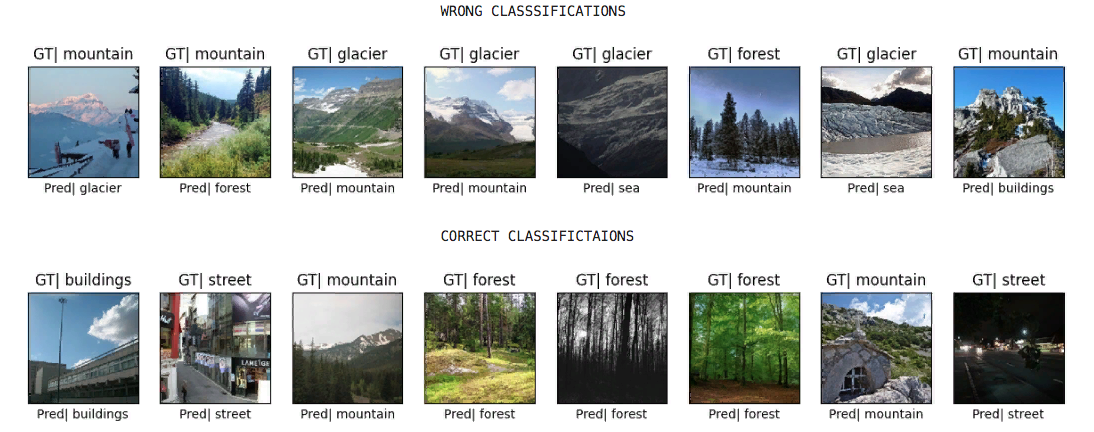 WRONG CLASSSIFICATIONS
GT| mountain GT| mountain GT| glacier GT| glacier GT| glacier GT| forest GT| glacier GT| mountain
Pred| glacier Pred| forest Pred| mountain Pred| mountain Pred| sea Pred| mountain Pred| sea Pred| buildings
CORRECT CLASSIFICTAIONS
GT| buildings GT| street GT| mountain GT| forest GT| forest GT| forest GT| mountain GT| street
LANEIGE
Pred| buildings Pred| street Pred| mountain Pred| forest Pred| forest Pred| forest Pred| mountain Pred| street